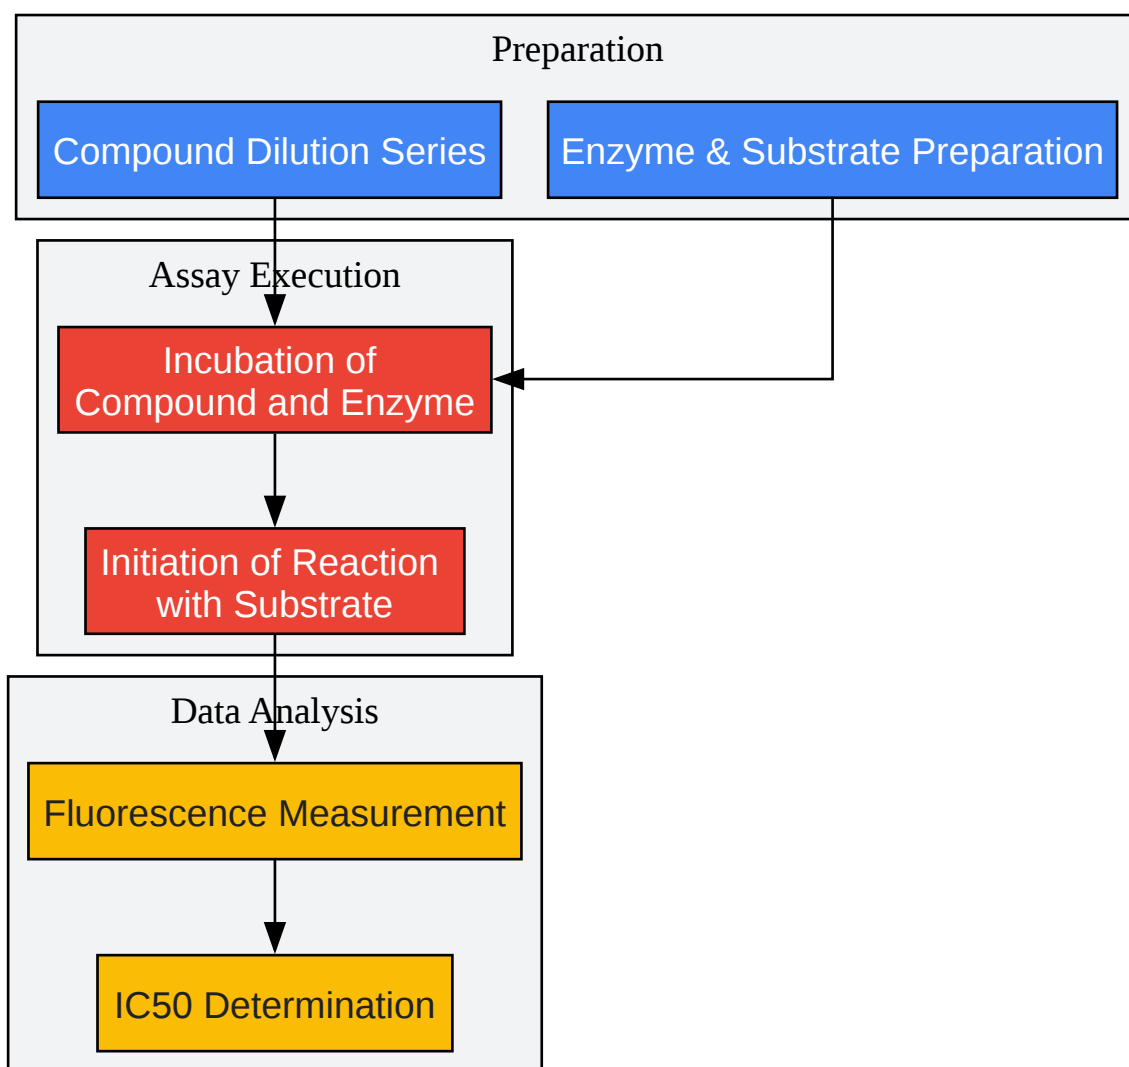 Preparation
Compound Dilution Series
Enzyme & Substrate Preparation
Assay Execution
Incubation of
Compound and Enzyme
Initiation of Reaction
with Substrate
Data Analysis
Fluorescence Measurement
IC50 Determination